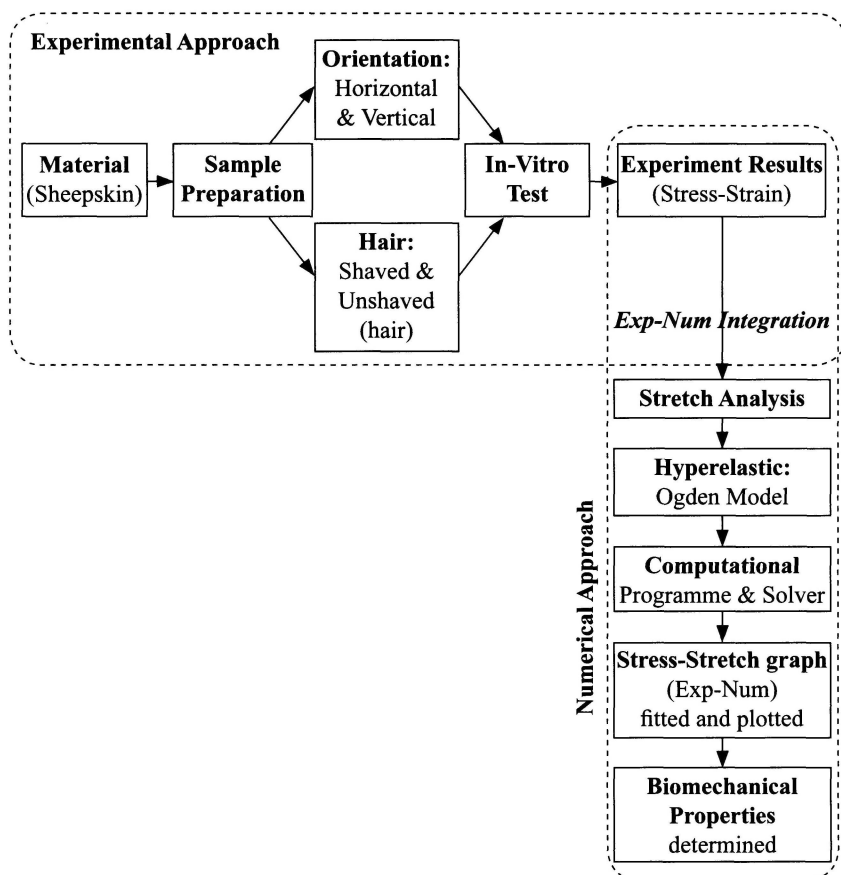 Experimental Approach
Orientation:
Horizontal
& Vertical
Material
(Sheepskin)
Sample
Preparation
In-Vitro
Test
Experiment Results
(Stress-Strain)
Hair:
Shaved &
Unshaved
(hair)
Exp-Num Integration
Stretch Analysis
Hyperelastic:
Ogden Model
Computational
Programme & Solver
Numerical Approach
Stress-Stretch graph
(Exp-Num)
fitted and plotted
Biomechanical
Properties
determined